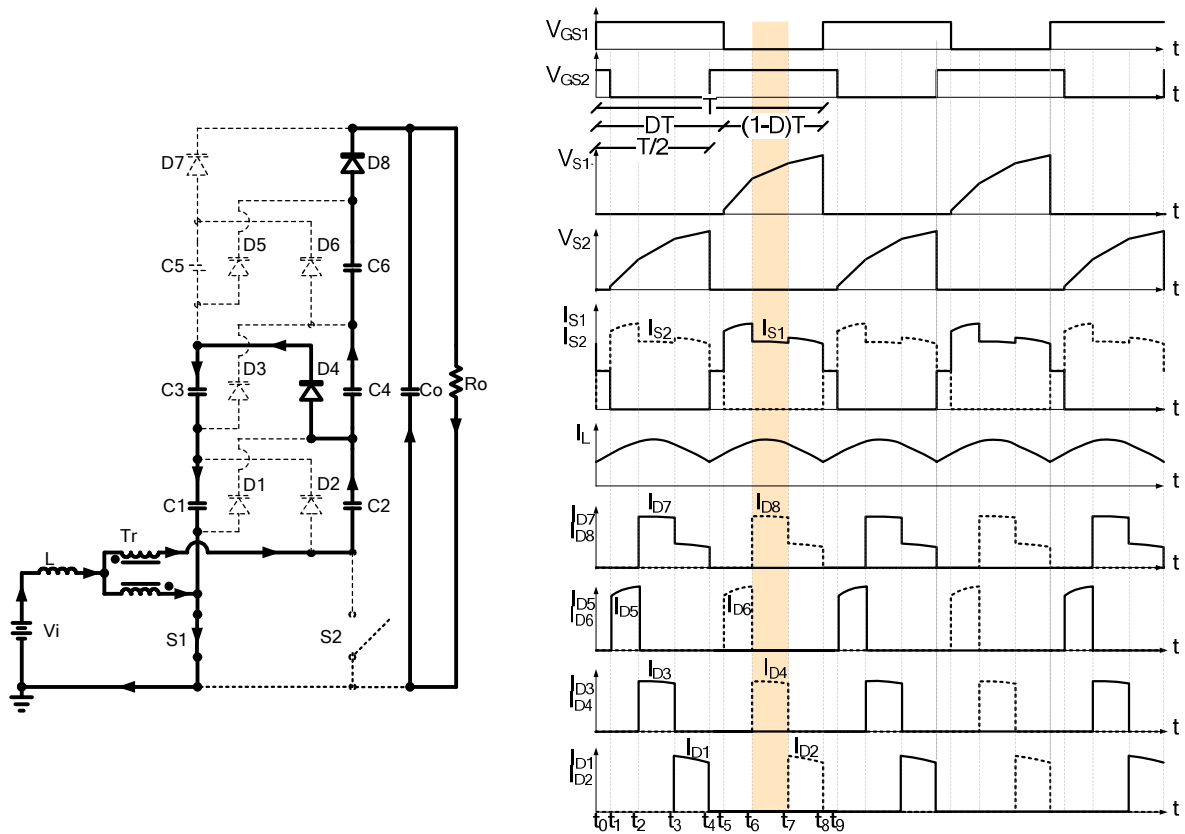 D7
D8
D5
D6
C5
C6
D3
D4
C3
C4
Co
Ro
D1
D2
C1
C2
Tr
L
Vi
S1
S2
VGS1
t
VGS2
t
T
DT
(1-D)T
T/2
VS1
t
VS2
t
IS1
IS2
IS2
IS1
t
IL
t
ID7
ID8
ID7
ID8
t
ID5
ID6
ID5
ID6
t
ID3
ID4
ID3
ID4
t
ID1
ID2
ID1
ID2
t
t0 t1 t2 t3 t4 t5 t6 t7 t8 t9